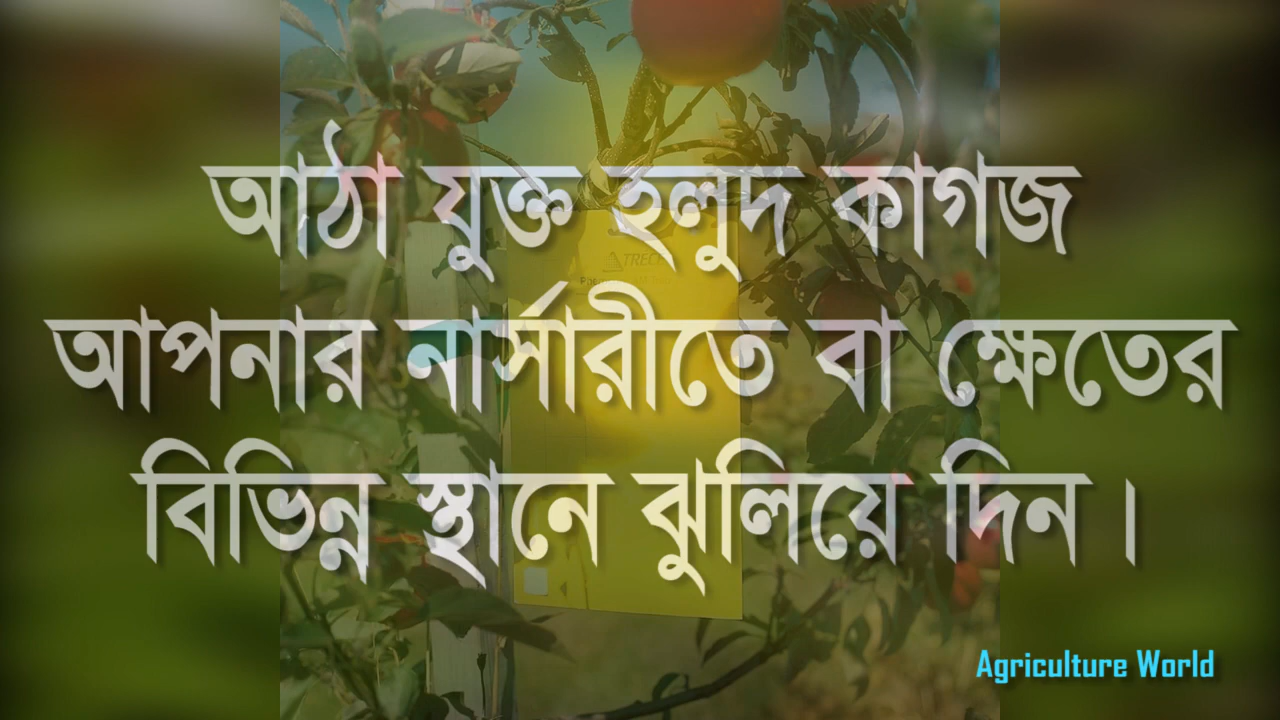 আঠা যুক্ত হলুদ কাগজ
আপনার নার্সারীতে বা ক্ষেতের
বিভিন্ন স্থানে ঝুলিয়ে দিন।
Agriculture World